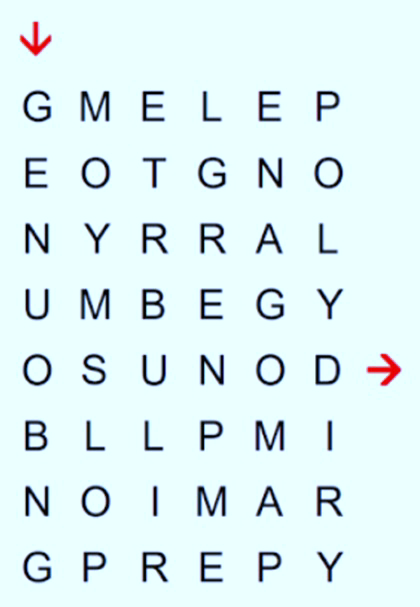 G M E L E P
E O T G N O
N Y R R A L
U M B E G Y
O S U N O D
B L L P M I
N O I M A R
G P R E P Y